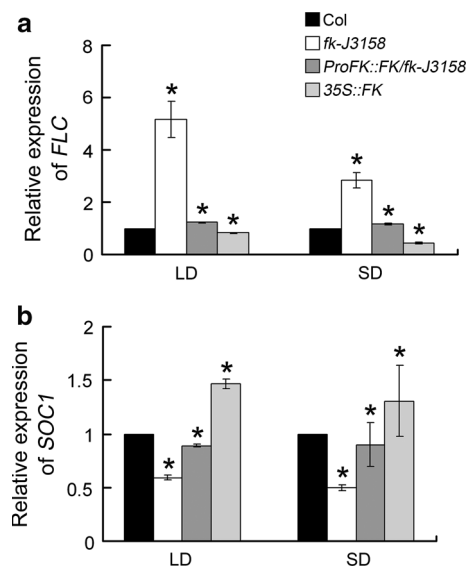 a
Col
fk-J3158
ProFK::FK/fk-J3158
35S::FK
Relative expression
of FLC
8
6
4
2
0
*
*
*
*
*
*
LD
SD
b
Relative expression
of SOC1
2
1.5
1
0.5
0
*
*
*
*
*
*
LD
SD